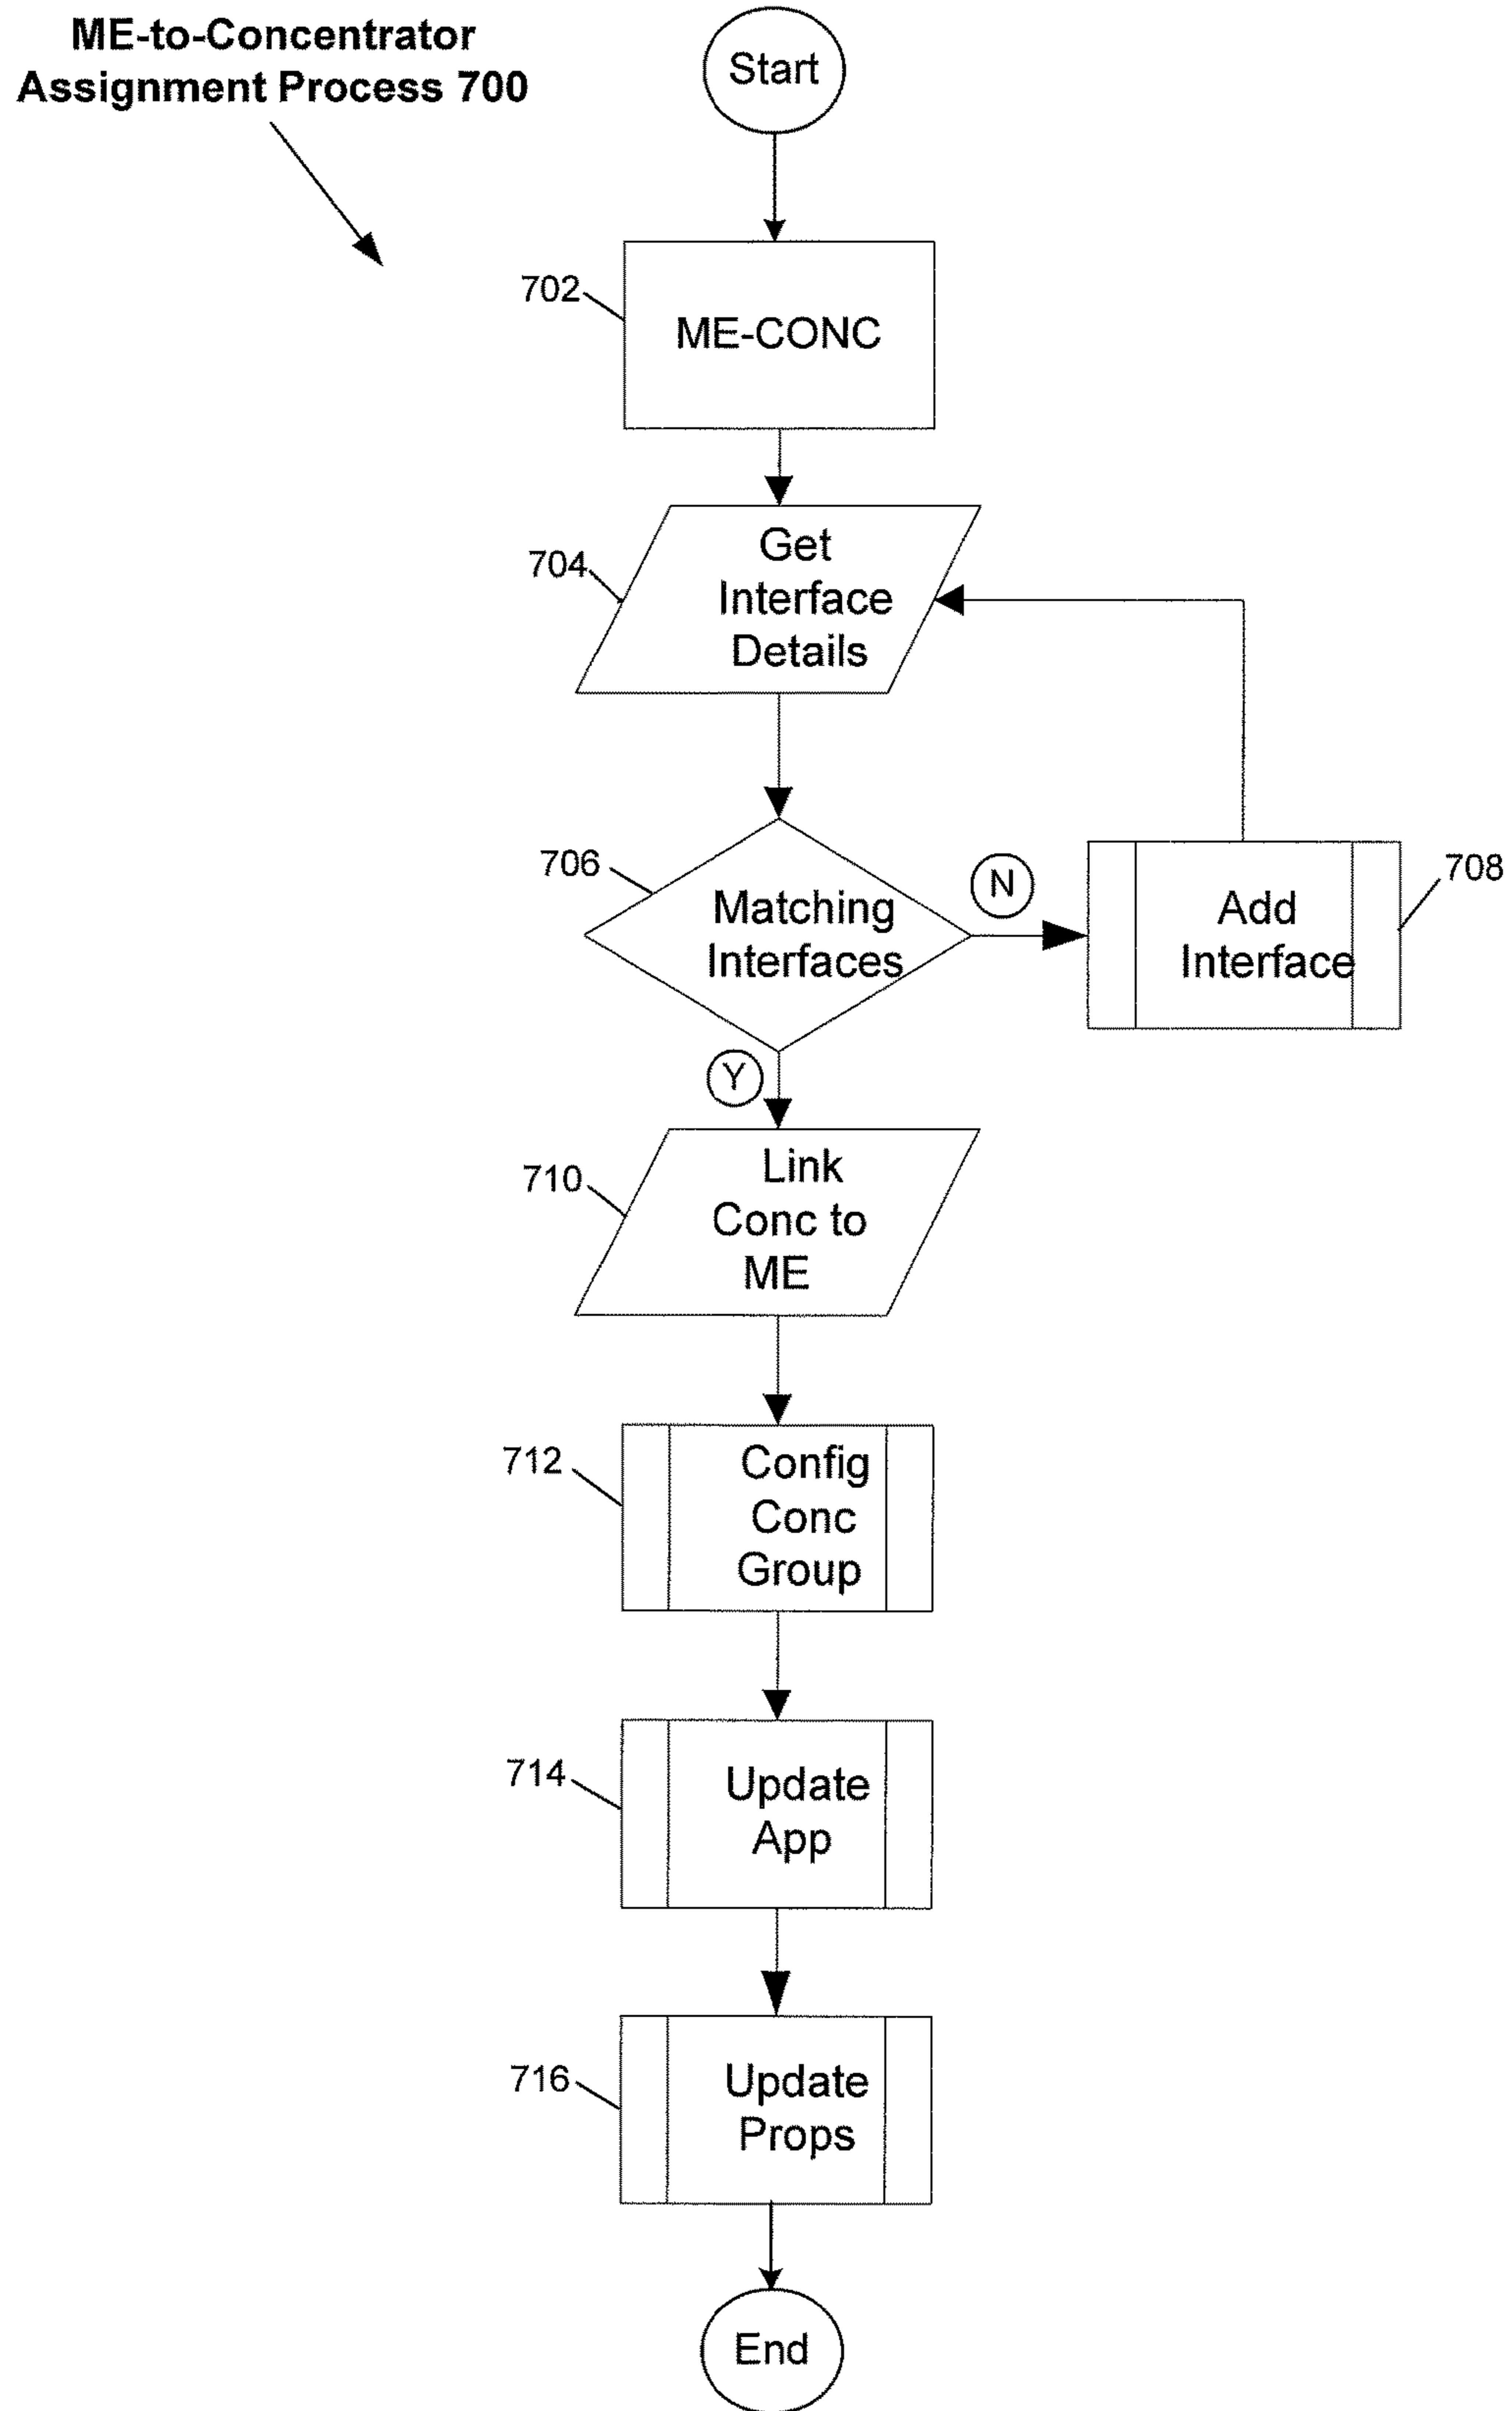 ME-to-Concentrator
Assignment Process 700
Start
702
ME-CONC
704
Get
Interface
Details
706
Matching
Interfaces
N
Add
Interface
708
Y
710
Link
Conc to
ME
712
Config
Conc
Group
714
Update
App
716
Update
Props
End